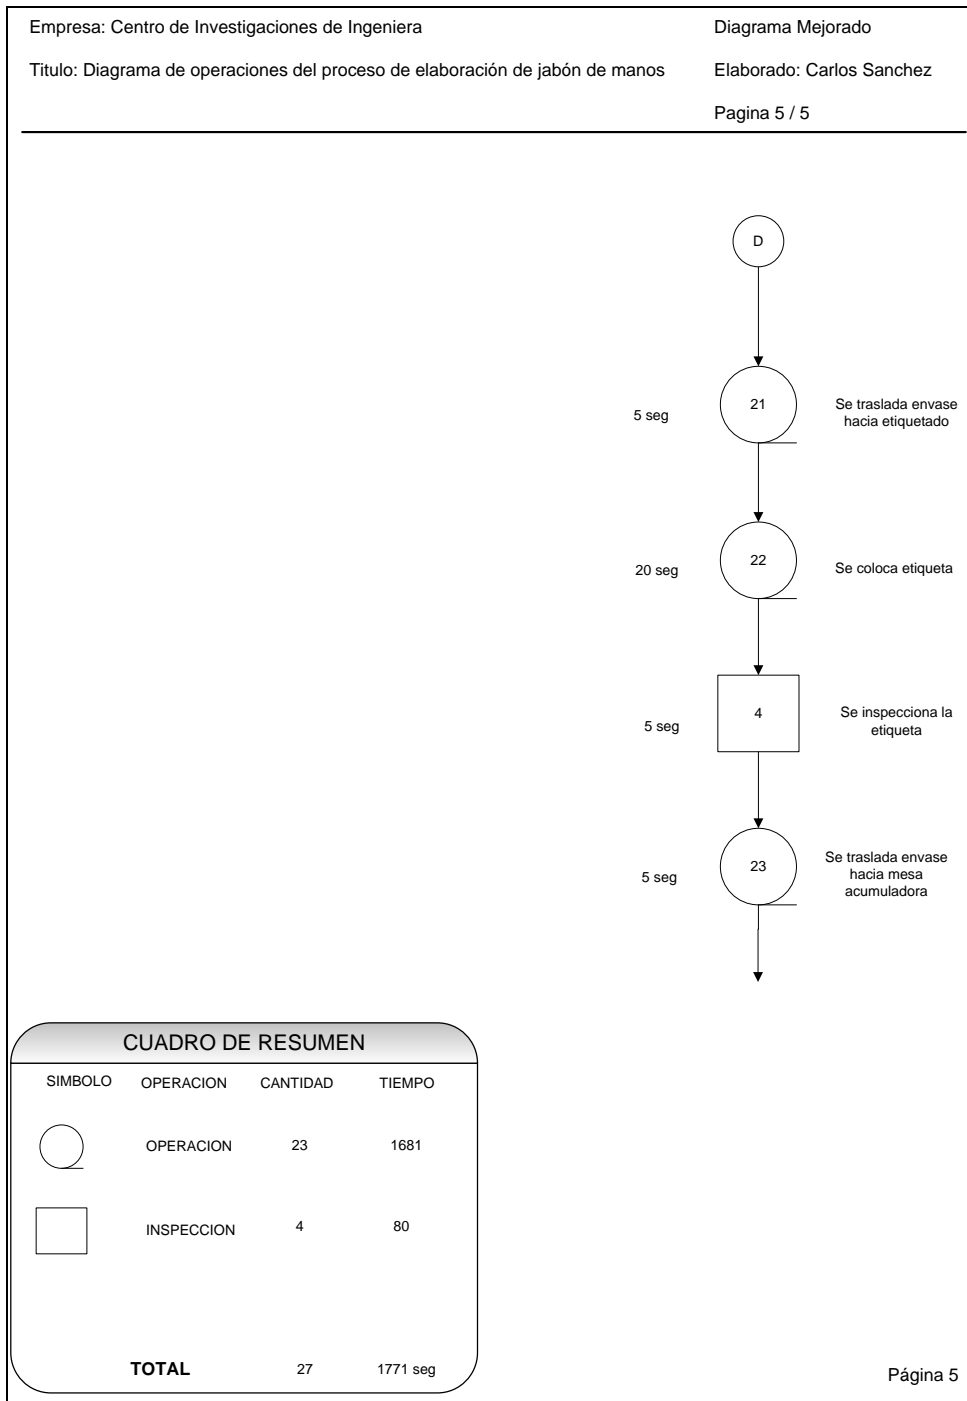 Empresa: Centro de Investigaciones de Ingeniera
Diagrama Mejorado
Titulo: Diagrama de operaciones del proceso de elaboración de jabón de manos
Elaborado: Carlos Sanchez
Pagina 5 / 5
D
5 seg
21
Se traslada envase
hacia etiquetado
20 seg
22
Se coloca etiqueta
5 seg
4
Se inspecciona la
etiqueta
5 seg
23
Se traslada envase
hacia mesa
acumuladora
CUADRO DE RESUMEN
SIMBOLO OPERACION CANTIDAD TIEMPO
OPERACION 23 1681
INSPECCION 4 80
TOTAL 27 1771 seg
Página 5